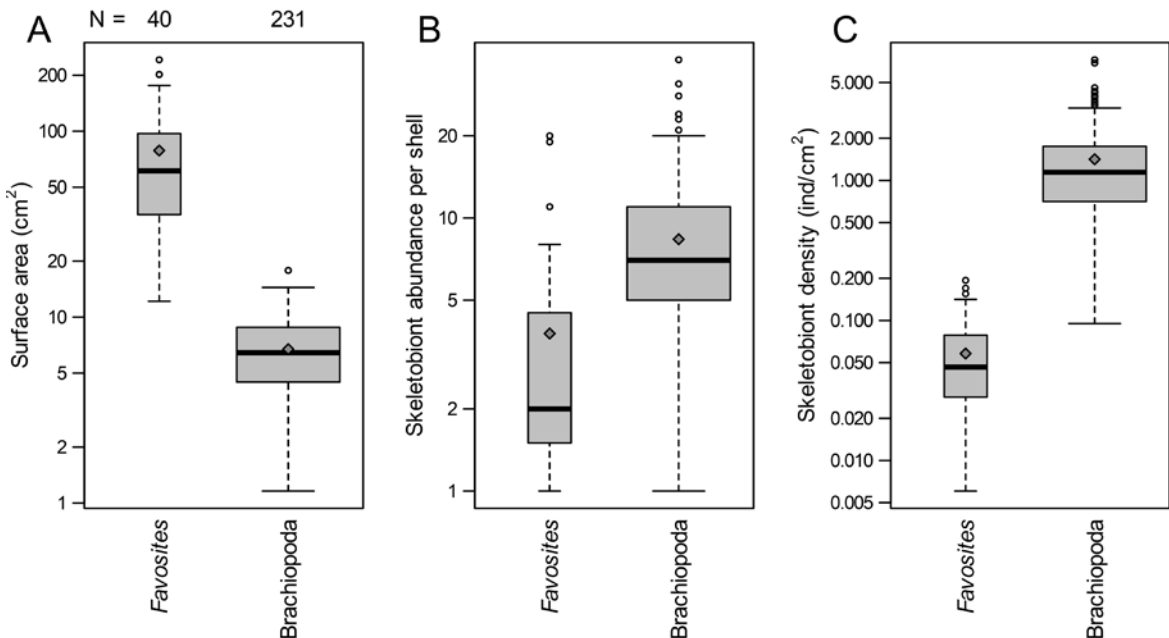 A
N = 40 231
Surface area (cm²)
200
100
50
20
10
5
2
1
Favosites
Brachiopoda
B
Skeletobiont abundance per shell
20
10
5
2
1
Favosites
Brachiopoda
C
Skeletobiont density (ind/cm²)
5.000
2.000
1.000
0.500
0.200
0.100
0.050
0.020
0.010
0.005
Favosites
Brachiopoda